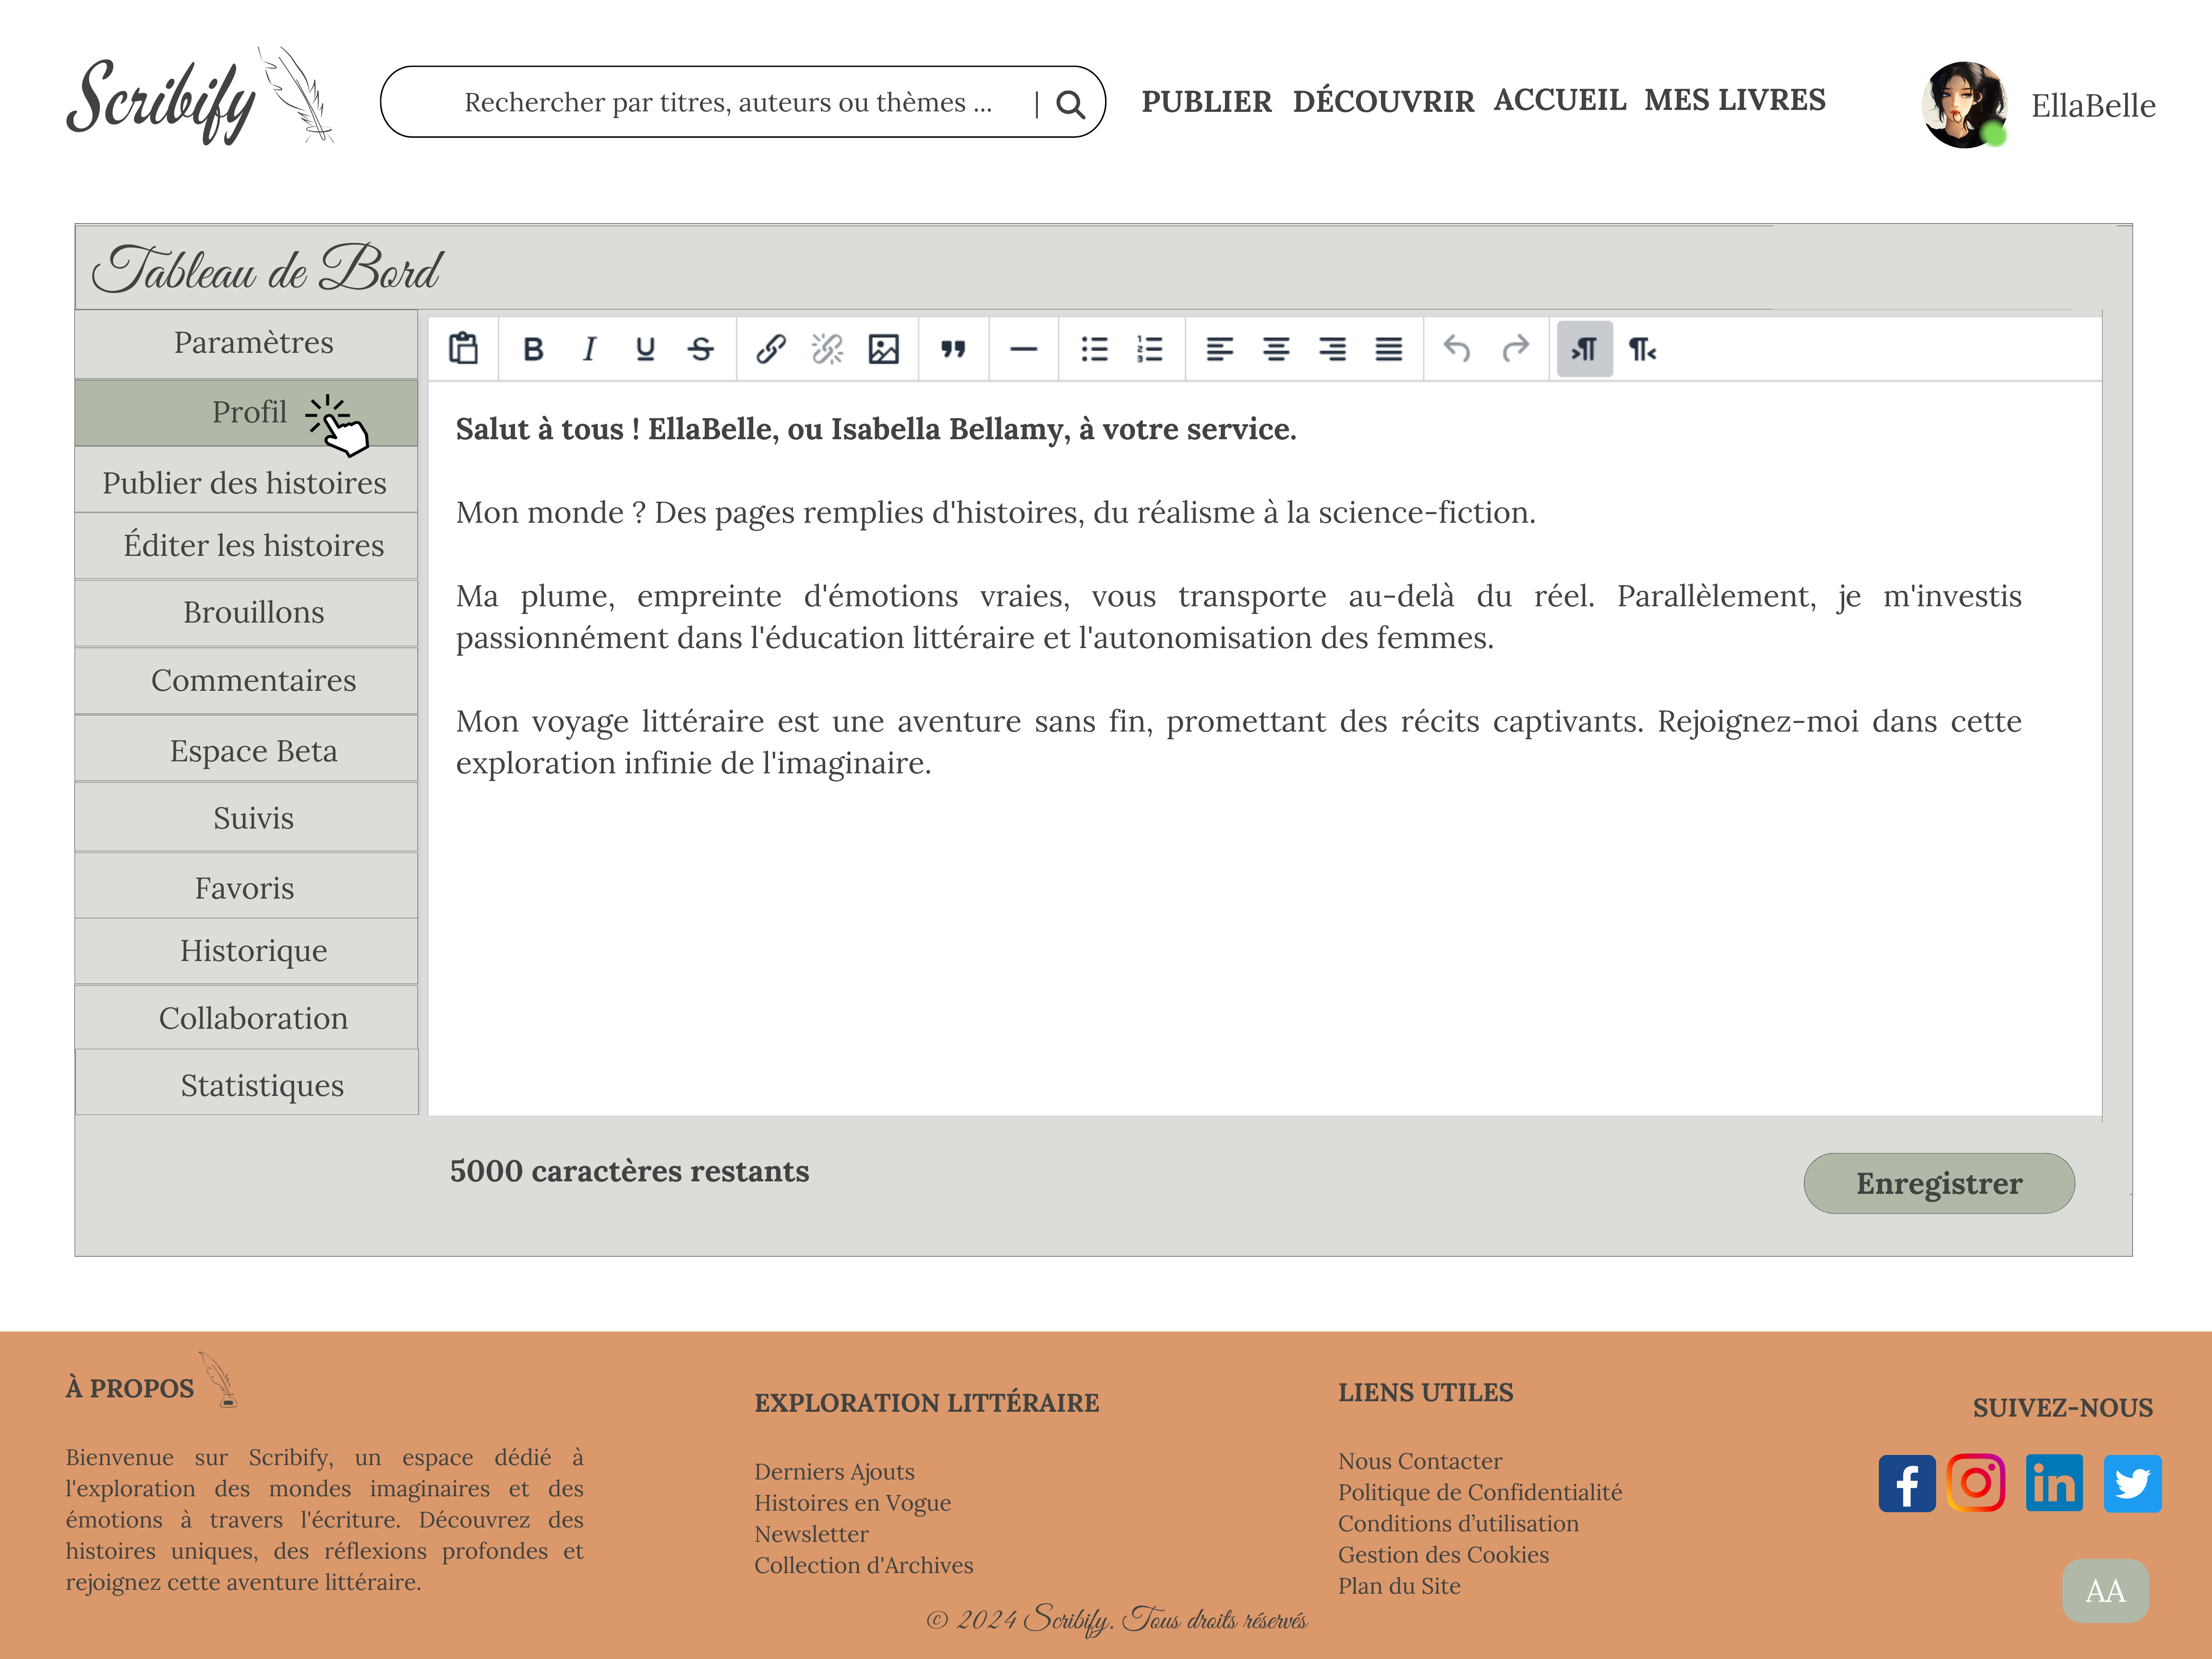 Scribify
Rechercher par titres, auteurs ou thèmes ... |
PUBLIER DÉCOUVRIR ACCUEIL MES LIVRES
EllaBelle
Tableau de Bord
Paramètres
Profil
Publier des histoires
Éditer les histoires
Brouillons
Commentaires
Espace Beta
Suivis
Favoris
Historique
Collaboration
Statistiques
Salut à tous ! EllaBelle, ou Isabella Bellamy, à votre service.
Mon monde ? Des pages remplies d'histoires, du réalisme à la science-fiction.
Ma plume, empreinte d'émotions vraies, vous transporte au-delà du réel. Parallèlement, je m'investis
passionnément dans l'éducation littéraire et l'autonomisation des femmes.
Mon voyage littéraire est une aventure sans fin, promettant des récits captivants. Rejoignez-moi dans cette
exploration infinie de l'imaginaire.
5000 caractères restants
Enregistrer
À PROPOS
Bienvenue sur Scribify, un espace dédié à
l'exploration des mondes imaginaires et des
émotions à travers l'écriture. Découvrez des
histoires uniques, des réflexions profondes et
rejoignez cette aventure littéraire.
EXPLORATION LITTÉRAIRE
Derniers Ajouts
Histoires en Vogue
Newsletter
Collection d'Archives
LIENS UTILES
Nous Contacter
Politique de Confidentialité
Conditions d’utilisation
Gestion des Cookies
Plan du Site
SUIVEZ-NOUS
AA
© 2024 Scribify. Tous droits réservés